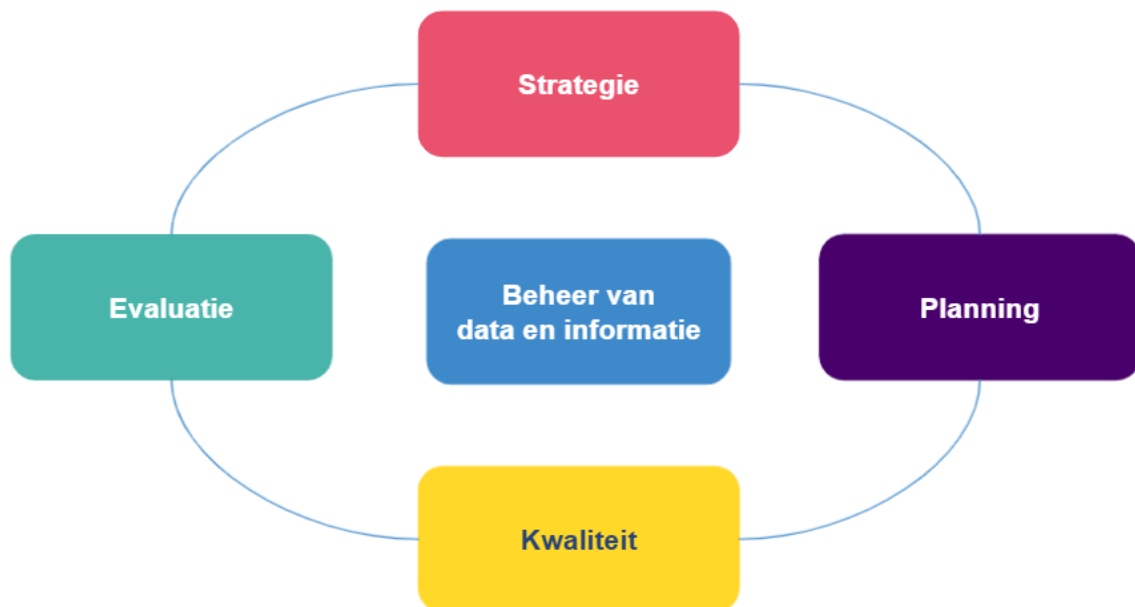 Strategie
Evaluatie
Beheer van
data en informatie
Planning
Kwaliteit